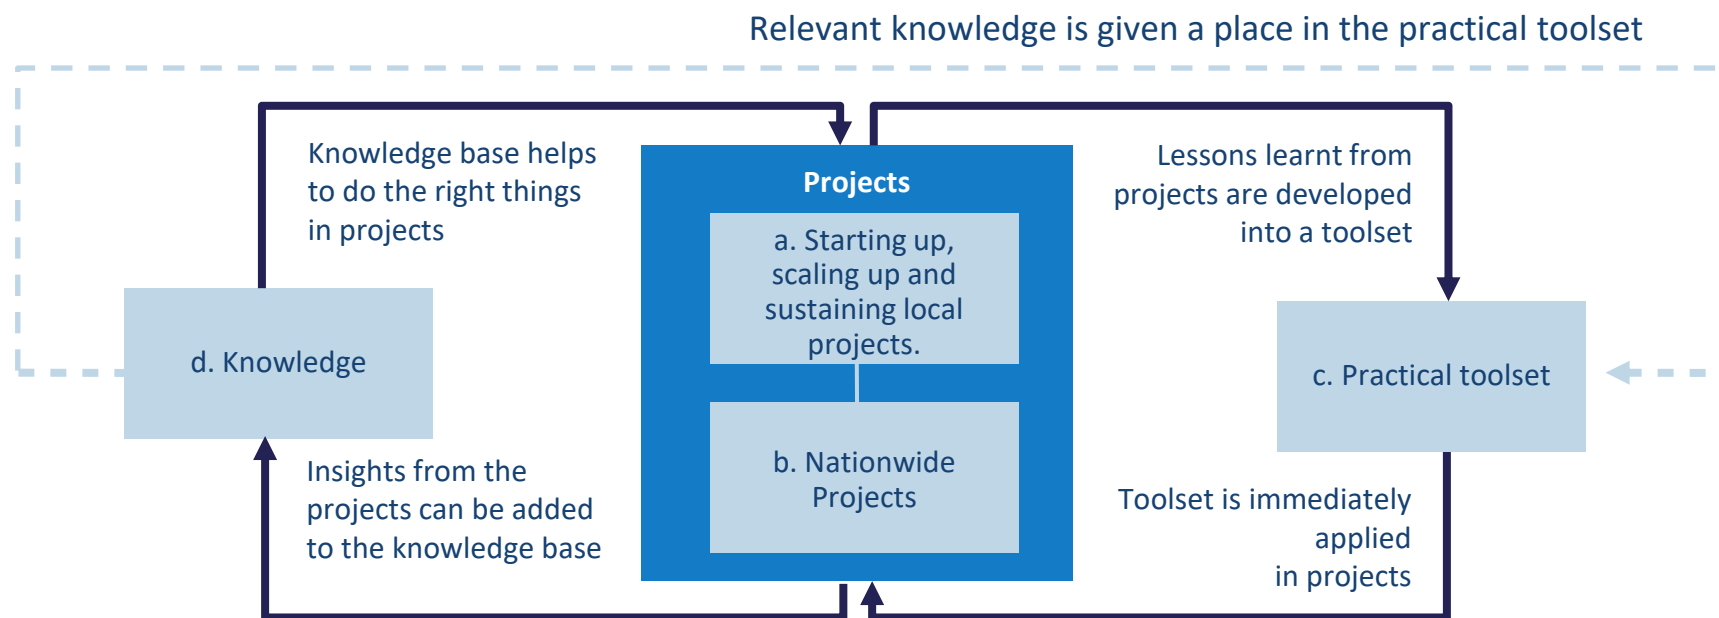 Relevant knowledge is given a place in the practical toolset
Knowledge base helps
to do the right things
in projects
Projects
a. Starting up,
scaling up and
sustaining local
projects.
Lessons learnt from
projects are developed
into a toolset
d. Knowledge
c. Practical toolset
b. Nationwide
Projects
Insights from the
projects can be added
to the knowledge base
Toolset is immediately
applied
in projects